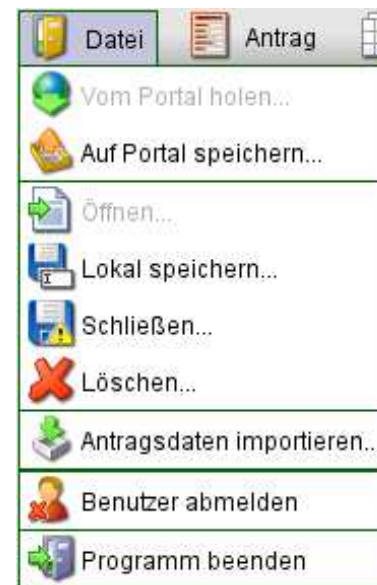 Datei Antrag
Vom Portal holen...
Auf Portal speichern...
Öffnen...
Lokal speichern...
Schließen...
Löschen...
Antragsdaten importieren..
Benutzer abmelden
Programm beenden